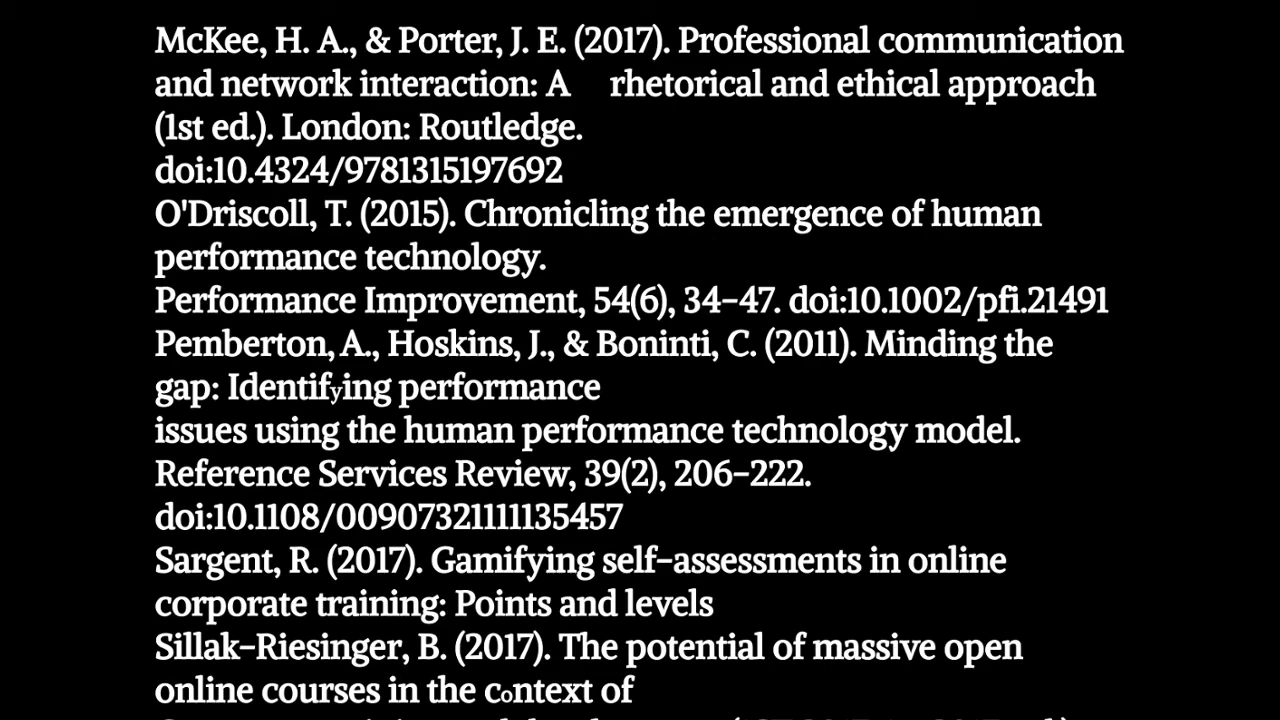 McKee, H. A., & Porter, J. E. (2017). Professional communication
and network interaction: A rhetorical and ethical approach
(1st ed.). London: Routledge.
doi:10.4324/9781315197692
O'Driscoll, T. (2015). Chronicling the emergence of human
performance technology.
Performance Improvement, 54(6), 34-47. doi:10.1002/pfi.21491
Pemberton, A., Hoskins, J., & Boninti, C. (2011). Minding the
gap: Identifying performance
issues using the human performance technology model.
Reference Services Review, 39(2), 206-222.
doi:10.1108/00907321111135457
Sargent, R. (2017). Gamifying self-assessments in online
corporate training: Points and levels
Sillak-Riesinger, B. (2017). The potential of massive open
online courses in the context of